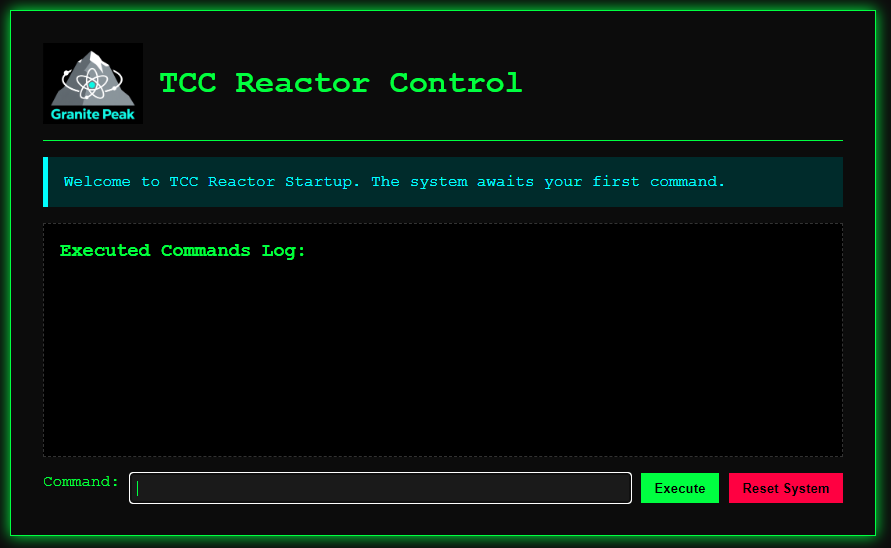 Granite Peak
TCC Reactor Control
Welcome to TCC Reactor Startup. The system awaits your first command.
Executed Commands Log:
Command:
Execute
Reset System